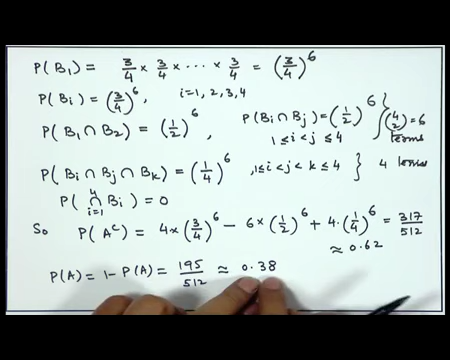 P(B₁) = 3/4 × 3/4 × ⋯ × 3/4 = (3/4)⁶
P(Bi) = (3/4)⁶, i=1, 2, 3, 4
P(B₁ ∩ B₂) = (1/2)⁶, P(Bi ∩ Bj) = (1/2)⁶ } (4 2) = 6
1 ≤ i < j ≤ 4 terms
P(Bi ∩ Bj ∩ Bk) = (1/4)⁶, 1 ≤ i < j < k ≤ 4 } 4 terms
P(⋂ᵢ₌₁⁴ Bi) = 0
So P(Aᶜ) = 4 × (3/4)⁶ − 6 × (1/2)⁶ + 4·(1/4)⁶ = 317/512
≈ 0.62
P(A) = 1 − P(A) = 195/512 ≈ 0.38